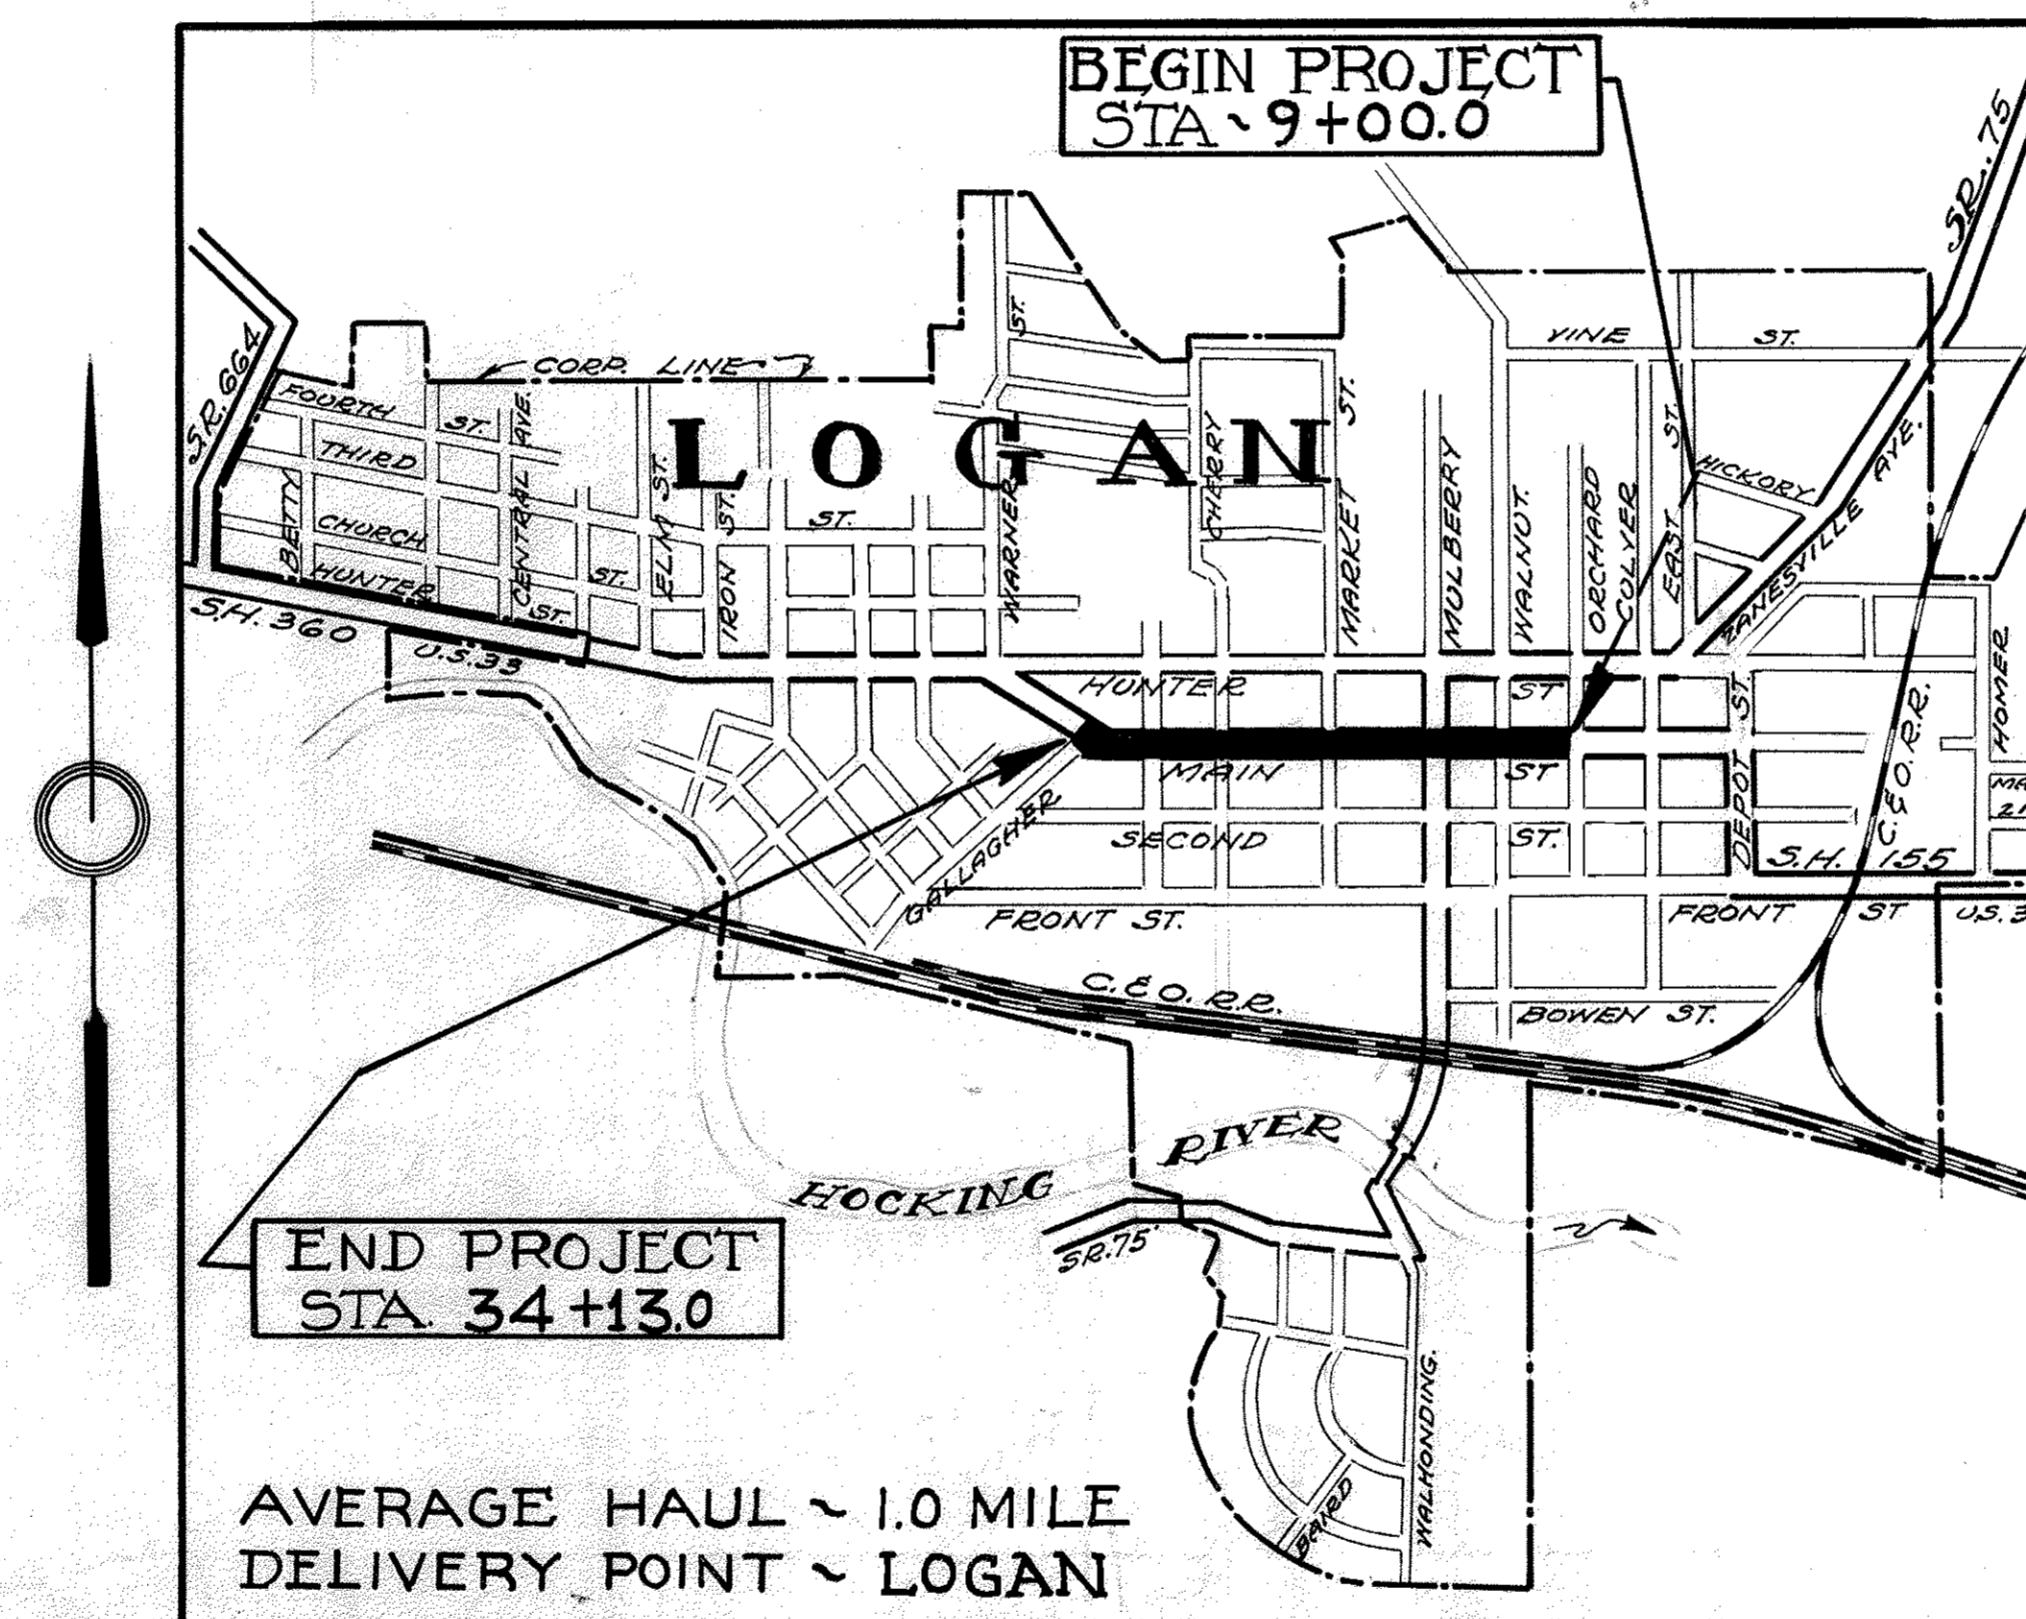 BEGIN PROJECT
STA ~ 9+00.0
S.R. 75
S.R. 664
CORP. LINE
VINE ST.
FOURTH ST.
THIRD
CHURCH ST.
HUNTER ST.
BETTY
CENTRAL AVE.
ELM ST.
IRON ST.
ST.
WARNER ST.
LOGAN
CHERRY
MARKET ST.
MULBERRY
WALNUT.
ORCHARD
COLYER
EAST ST.
HICKORY
ZANESVILLE AVE.
S.H. 360
U.S. 33
HUNTER ST
MAIN ST
SECOND ST.
GALLAGHER
FRONT ST.
FRONT ST
DEPOT ST.
C. & O. R.R.
HOMER
S.H. 155
U.S. 3
MA
C. & O. R.R.
BOWEN ST.
HOCKING RIVER
S.R. 75
END PROJECT
STA. 34+13.0
WALHONDING.
BAIRD
AVERAGE HAUL ~ 1.0 MILE
DELIVERY POINT ~ LOGAN